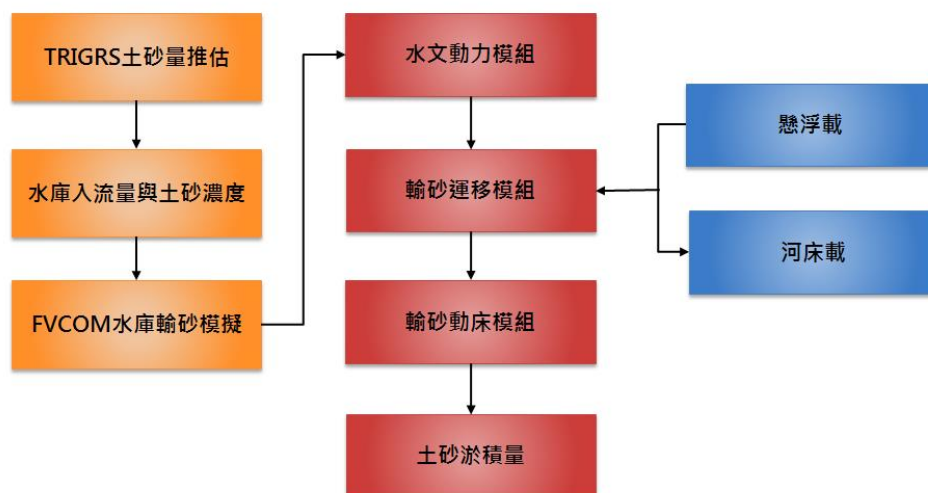 TRIGRS土砂量推估
水庫入流量與土砂濃度
FVCOM水庫輸砂模擬
水文動力模組
輸砂運移模組
輸砂動床模組
土砂淤積量
懸浮載
河床載